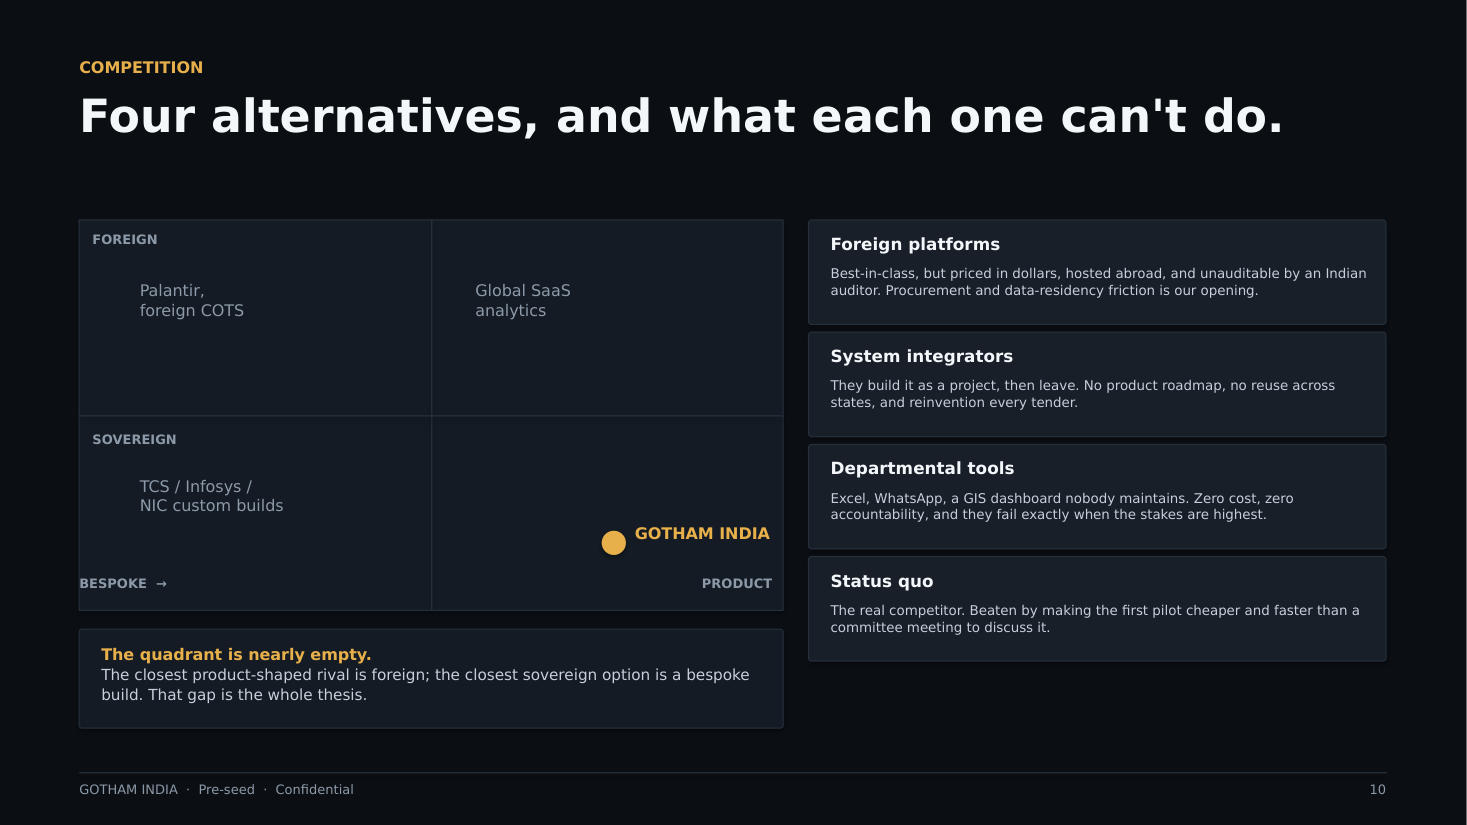 COMPETITION
Four alternatives, and what each one can't do.
FOREIGN
Palantir,
foreign COTS
Global SaaS
analytics
SOVEREIGN
TCS / Infosys /
NIC custom builds
GOTHAM INDIA
BESPOKE →
PRODUCT
The quadrant is nearly empty.
The closest product-shaped rival is foreign; the closest sovereign option is a bespoke
build. That gap is the whole thesis.
Foreign platforms
Best-in-class, but priced in dollars, hosted abroad, and unauditable by an Indian
auditor. Procurement and data-residency friction is our opening.
System integrators
They build it as a project, then leave. No product roadmap, no reuse across
states, and reinvention every tender.
Departmental tools
Excel, WhatsApp, a GIS dashboard nobody maintains. Zero cost, zero
accountability, and they fail exactly when the stakes are highest.
Status quo
The real competitor. Beaten by making the first pilot cheaper and faster than a
committee meeting to discuss it.
GOTHAM INDIA · Pre-seed · Confidential
10